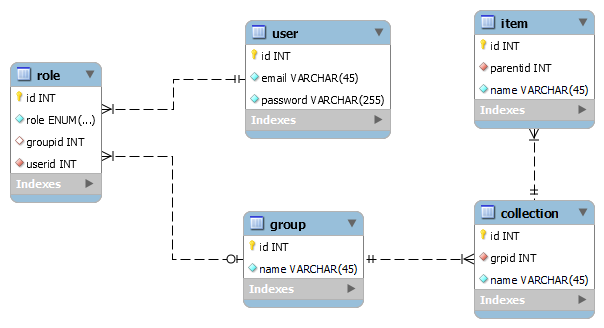 role
id INT
role ENUM(...)
groupid INT
userid INT
Indexes
user
id INT
email VARCHAR(45)
password VARCHAR(255)
Indexes
item
id INT
parentid INT
name VARCHAR(45)
Indexes
group
id INT
name VARCHAR(45)
Indexes
collection
id INT
grpid INT
name VARCHAR(45)
Indexes